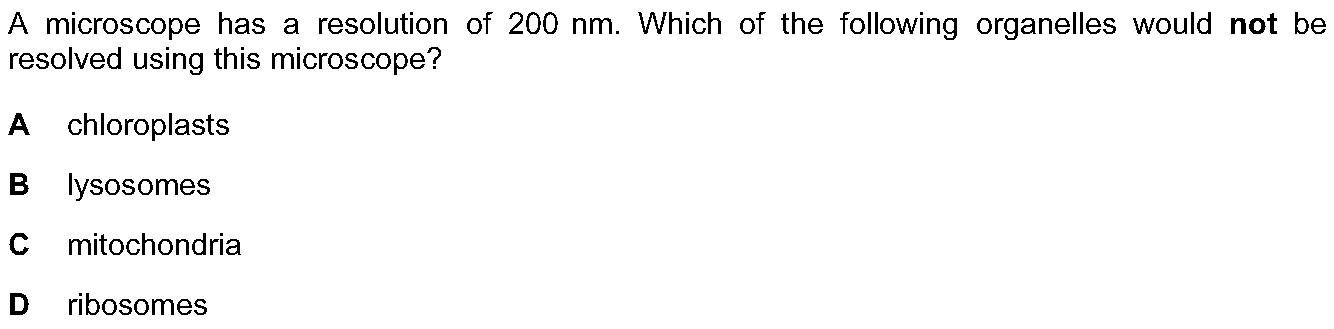 A microscope has a resolution of 200 nm. Which of the following organelles would not be
resolved using this microscope?
A chloroplasts
B lysosomes
C mitochondria
D ribosomes